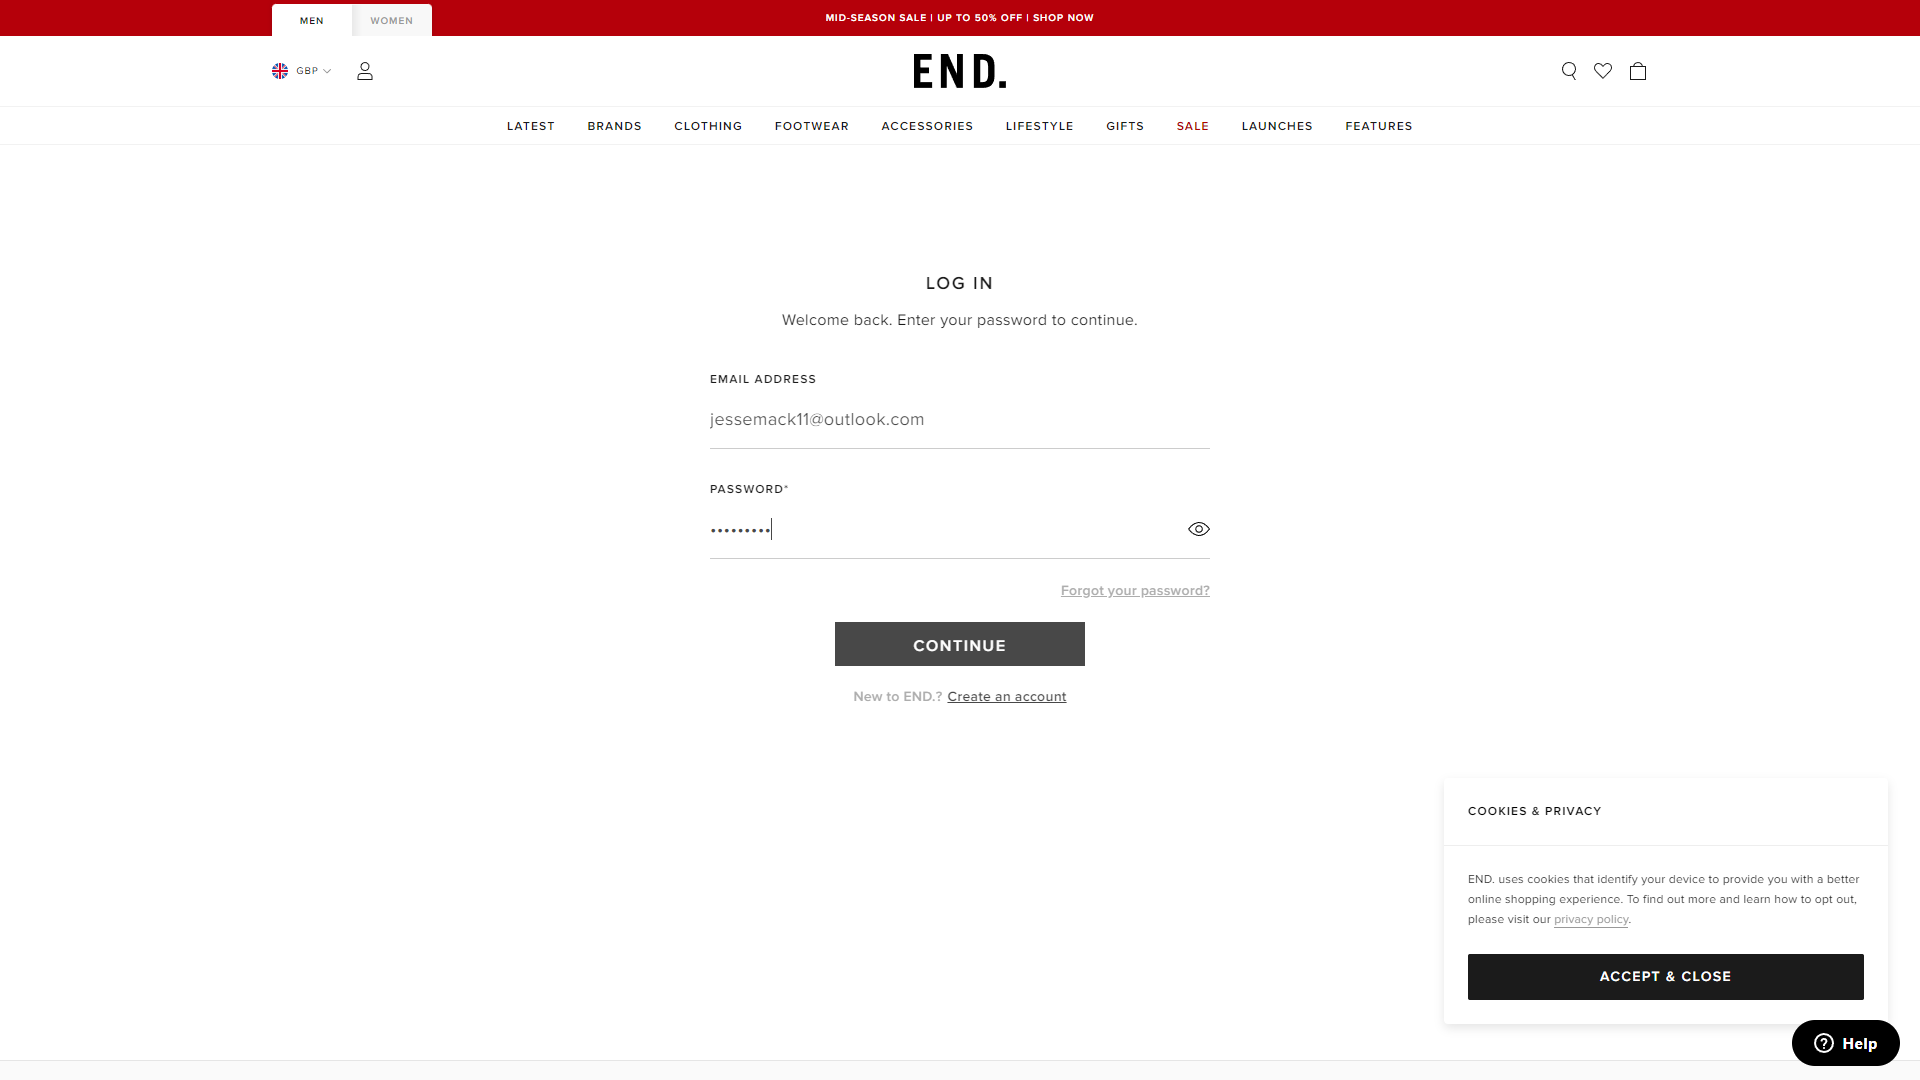 MEN
WOMEN
MID-SEASON SALE | UP TO 50% OFF | SHOP NOW
GBP
END.
LATEST BRANDS CLOTHING FOOTWEAR ACCESSORIES LIFESTYLE GIFTS SALE LAUNCHES FEATURES
LOG IN
Welcome back. Enter your password to continue.
EMAIL ADDRESS
jessemack11@outlook.com
PASSWORD*
•••••••••
Forgot your password?
CONTINUE
New to END.? Create an account
COOKIES & PRIVACY
END. uses cookies that identify your device to provide you with a better
online shopping experience. To find out more and learn how to opt out,
please visit our privacy policy.
ACCEPT & CLOSE
Help